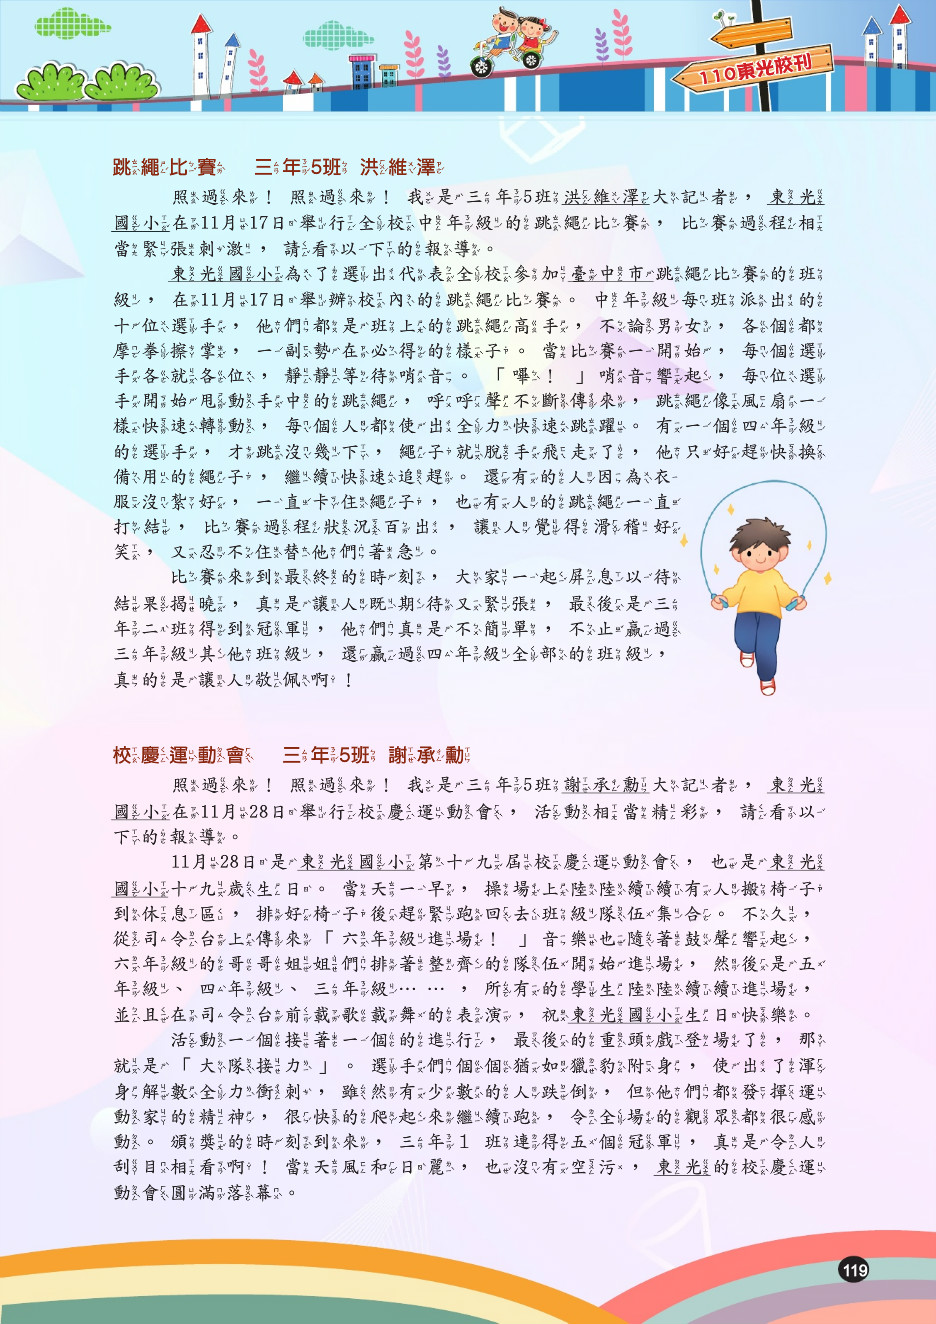 110東光校刊
跳繩比賽　三年5班　洪維澤
照過來！照過來！我是三年5班洪維澤大記者，東光
國小在11月17日舉行全校中年級的跳繩比賽，比賽過程相
當緊張刺激，請看以下的報導。
東光國小為了選出代表全校參加臺中市跳繩比賽的班
級，在11月17日舉辦校內的跳繩比賽。中年級每班派出的
十位選手，他們都是班上的跳繩高手，不論男女，各個都
摩拳擦掌，一副勢在必得的樣子。當比賽一開始，每個選
手各就各位，靜靜等待哨音。「嗶！」哨音響起，每位選
手開始甩動手中的跳繩，呼呼聲不斷傳來，跳繩像風扇一
樣快速轉動，每個人都使出全力快速跳躍。有一個四年級
的選手，才跳沒幾下，繩子就脫手飛走了，他只好趕快換
備用的繩子，繼續快速追趕。還有的人因為衣
服沒紮好，一直卡住繩子，也有人的跳繩一直
打結，比賽過程狀況百出，讓人覺得滑稽好
笑，又忍不住替他們著急。
比賽來到最終的時刻，大家一起屏息以待
結果揭曉，真是讓人既期待又緊張，最後是三
年二班得到冠軍，他們真是不簡單，不止贏過
三年級其他班級，還贏過四年級全部的班級，
真的是讓人敬佩啊！
校慶運動會　三年5班　謝承勳
照過來！照過來！我是三年5班謝承勳大記者，東光
國小在11月28日舉行校慶運動會，活動相當精彩，請看以
下的報導。
11月28日是東光國小第十九屆校慶運動會，也是東光
國小十九歲生日。當天一早，操場上陸陸續續有人搬椅子
到休息區，排好椅子後趕緊跑回去班級隊伍集合。不久，
從司令台上傳來「六年級進場！」音樂也隨著鼓聲響起，
六年級的哥哥姐姐們排著整齊的隊伍開始進場，然後是五
年級、四年級、三年級……，所有的學生陸陸續續進場，
並且在司令台前載歌載舞的表演，祝東光國小生日快樂。
活動一個接著一個的進行，最後的重頭戲登場了，那
就是「大隊接力」。選手們個個猶如獵豹附身，使出了渾
身解數全力衝刺，雖然有少數的人跌倒，但他們都發揮運
動家的精神，很快的爬起來繼續跑，令全場的觀眾都很感
動。頒獎的時刻到來，三年1班連得五個冠軍，真是令人
刮目相看啊！當天風和日麗，也沒有空污，東光的校慶運
動會圓滿落幕。
119